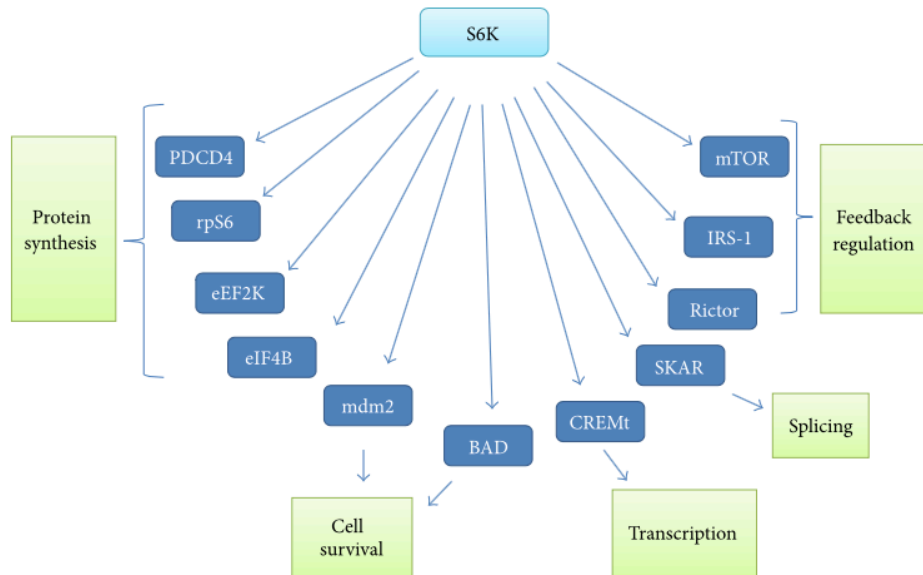 S6K
PDCD4
mTOR
Protein
synthesis
rpS6
IRS-1
Feedback
regulation
eEF2K
Rictor
eIF4B
SKAR
mdm2
CREMt
BAD
Splicing
Cell
survival
Transcription